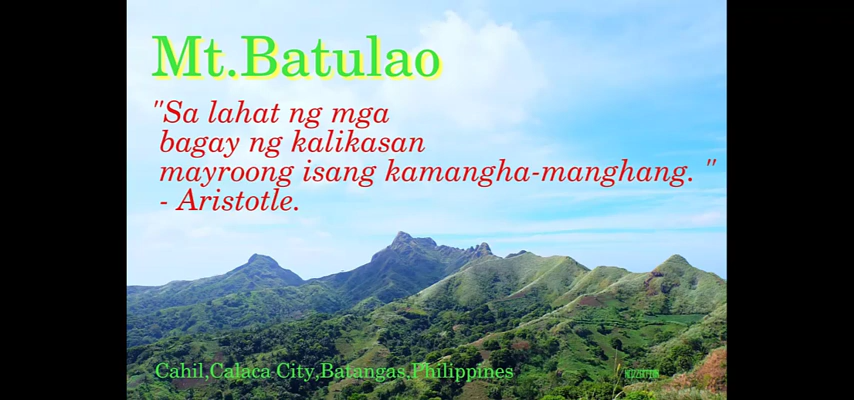 Mt.Batulao
"Sa lahat ng mga
bagay ng kalikasan
mayroong isang kamangha-manghang. "
- Aristotle.
Cahil,Calaca City,Batangas,Philippines